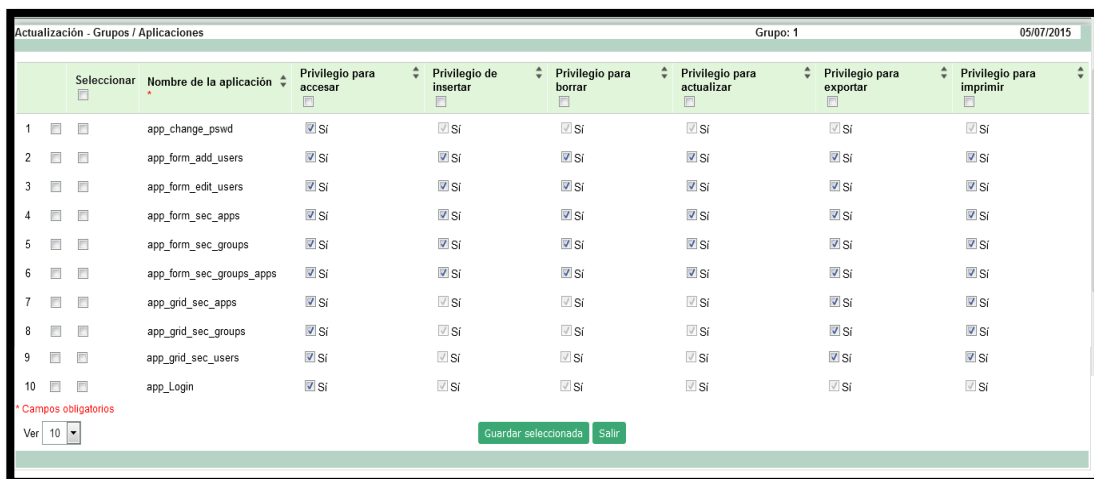 Actualización - Grupos / Aplicaciones Grupo: 1 05/07/2015
Seleccionar Nombre de la aplicación * Privilegio para accesar Privilegio de insertar Privilegio para borrar Privilegio para actualizar Privilegio para exportar Privilegio para imprimir
1 app_change_pswd Sí Sí Sí Sí Sí Sí
2 app_form_add_users Sí Sí Sí Sí Sí Sí
3 app_form_edit_users Sí Sí Sí Sí Sí Sí
4 app_form_sec_apps Sí Sí Sí Sí Sí Sí
5 app_form_sec_groups Sí Sí Sí Sí Sí Sí
6 app_form_sec_groups_apps Sí Sí Sí Sí Sí Sí
7 app_grid_sec_apps Sí Sí Sí Sí Sí Sí
8 app_grid_sec_groups Sí Sí Sí Sí Sí Sí
9 app_grid_sec_users Sí Sí Sí Sí Sí Sí
10 app_Login Sí Sí Sí Sí Sí Sí
* Campos obligatorios
Ver 10 Guardar seleccionada Salir